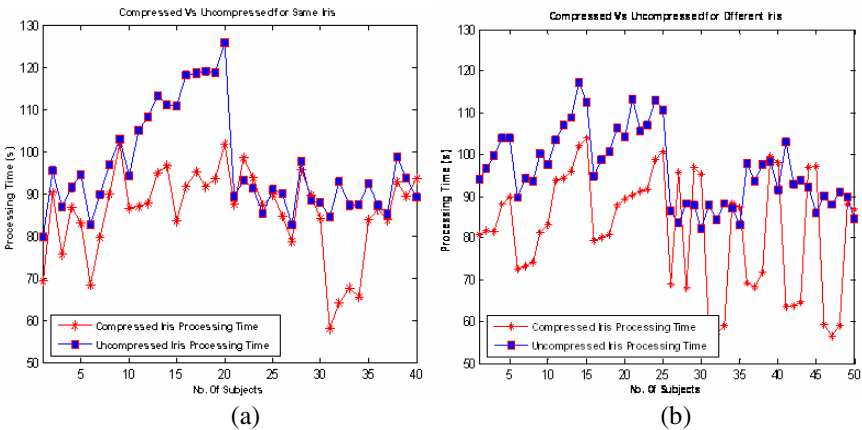 Compressed Vs Uncompressed for Same Iris
130
120
110
100
90
80
70
60
50
Processing Time (s)
5 10 15 20 25 30 35 40
No. Of Subjects
Compressed Iris Processing Time
Uncompressed Iris Processing Time
(a)
Compressed Vs Uncompressed for Different Iris
130
120
110
100
90
80
70
60
50
Processing Time (s)
5 10 15 20 25 30 35 40 45 50
No. Of Subjects
Compressed Iris Processing Time
Uncompressed Iris Processing Time
(b)